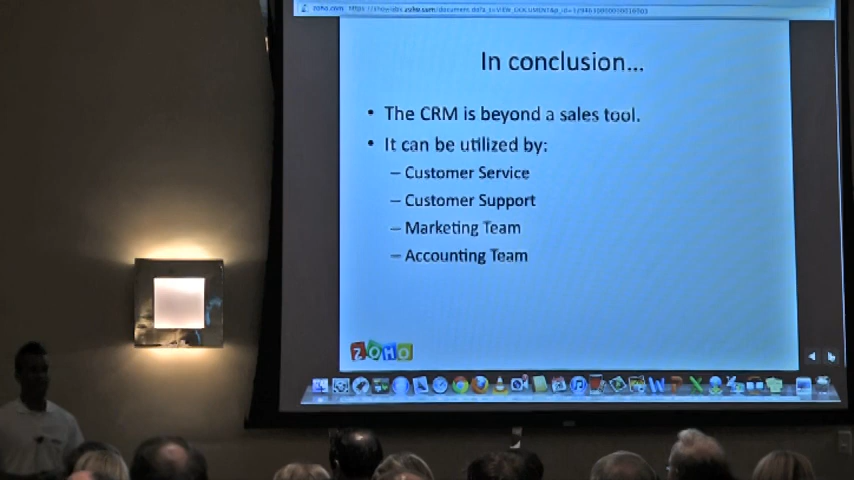 In conclusion...
• The CRM is beyond a sales tool.
• It can be utilized by:
– Customer Service
– Customer Support
– Marketing Team
– Accounting Team
ZOHO